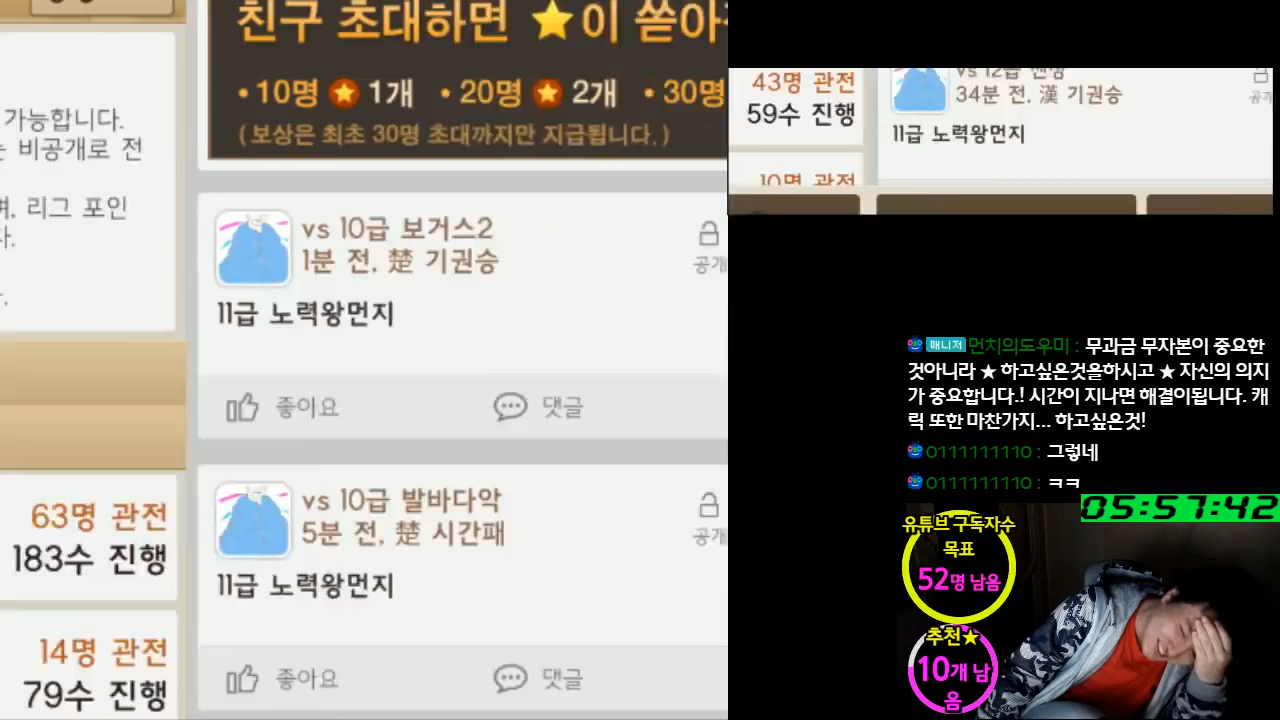 친구 초대하면 ⭐이 쏟아
• 10명 1개 • 20명 2개 • 30명
( 보상은 최초 30명 초대까지만 지급됩니다. )
가능합니다.
비공개로 전
며, 리그 포인
다.
vs 10급 보거스2
1분 전, 楚 기권승
공개
11급 노력왕먼지
좋아요
댓글
vs 10급 발바다악
5분 전, 楚 시간패
공개
11급 노력왕먼지
좋아요
댓글
63명 관전
183수 진행
14명 관전
79수 진행
43명 관전
59수 진행
10명 관전
vs 12급
34분 전, 漢 기권승
공개
11급 노력왕먼지
매니저 먼치의도우미 : 무과금 무자본이 중요한
것아니라 ★ 하고싶은것을하시고 ★ 자신의 의지
가 중요합니다.! 시간이 지나면 해결이됩니다. 캐
릭 또한 마찬가지... 하고싶은것!
0111111110 : 그렇네
0111111110 : ㅋㅋ
05:57:42
유튜브 구독자수
목표
52명 남음
추천★
10개 남
음